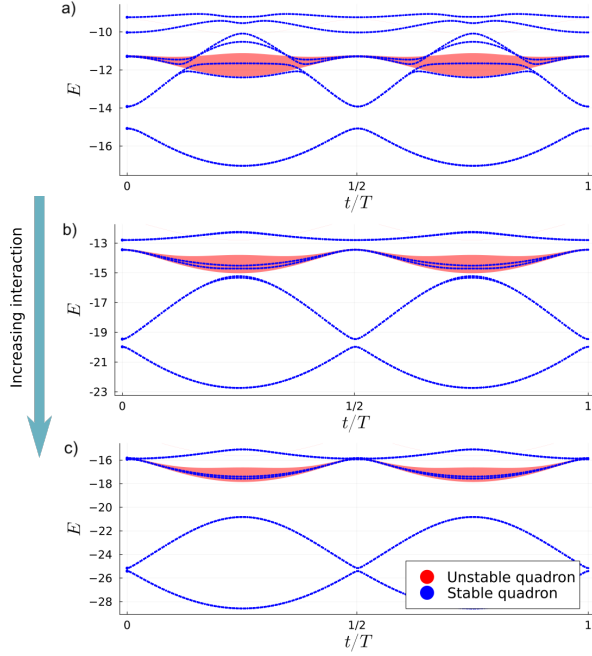 a)
−10
−12
−14
−16
E
0
1/2
1
t/T
Increasing interaction
b)
−13
−15
−17
−19
−21
−23
E
0
1/2
1
t/T
c)
−16
−18
−20
−22
−24
−26
−28
E
0
1/2
1
t/T
Unstable quadron
Stable quadron